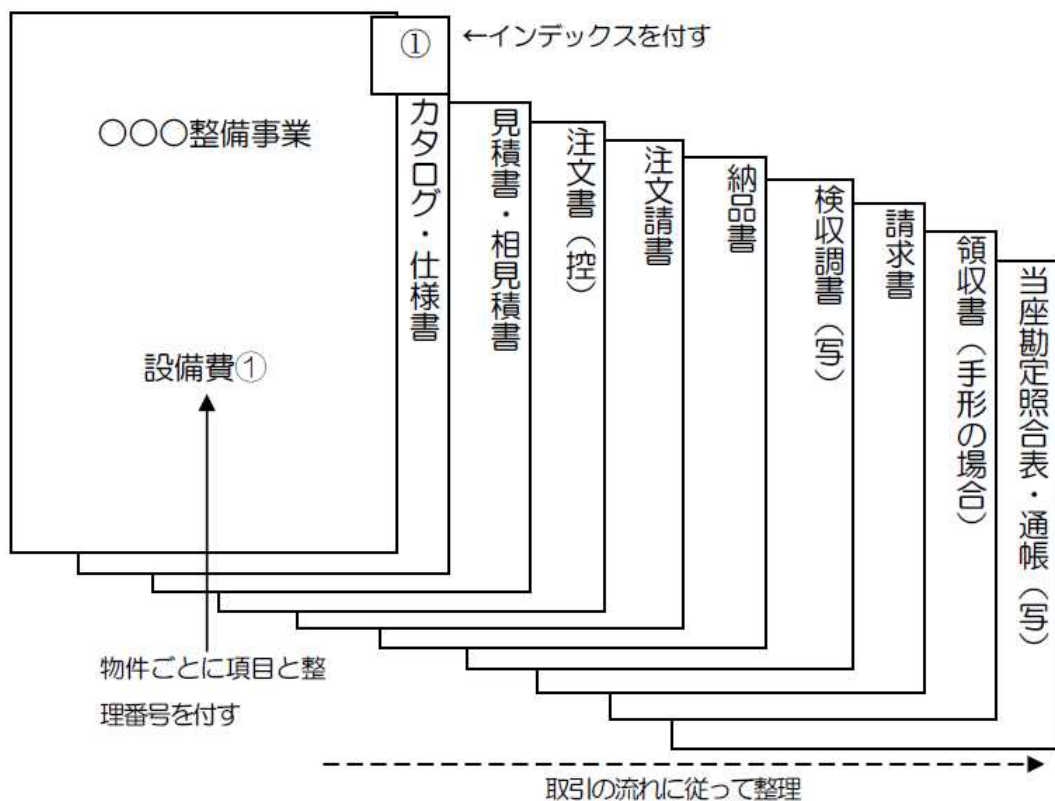 ①
←インデックスを付す
〇〇〇整備事業
設備費①
カタログ・仕様書
見積書・相見積書
注文書（控）
注文請書
納品書
検収調書（写）
請求書
領収書（手形の場合）
当座勘定照合表・通帳（写）
物件ごとに項目と整
理番号を付す
取引の流れに従って整理